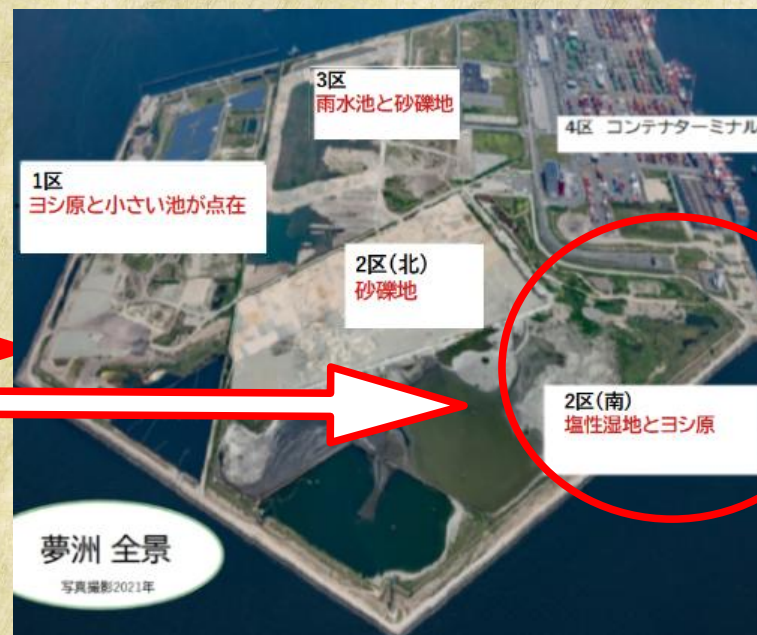 3区
雨水池と砂礫地
4区 コンテナターミナル
1区
ヨシ原と小さい池が点在
2区(北)
砂礫地
2区(南)
塩性湿地とヨシ原
夢洲 全景
写真撮影2021年